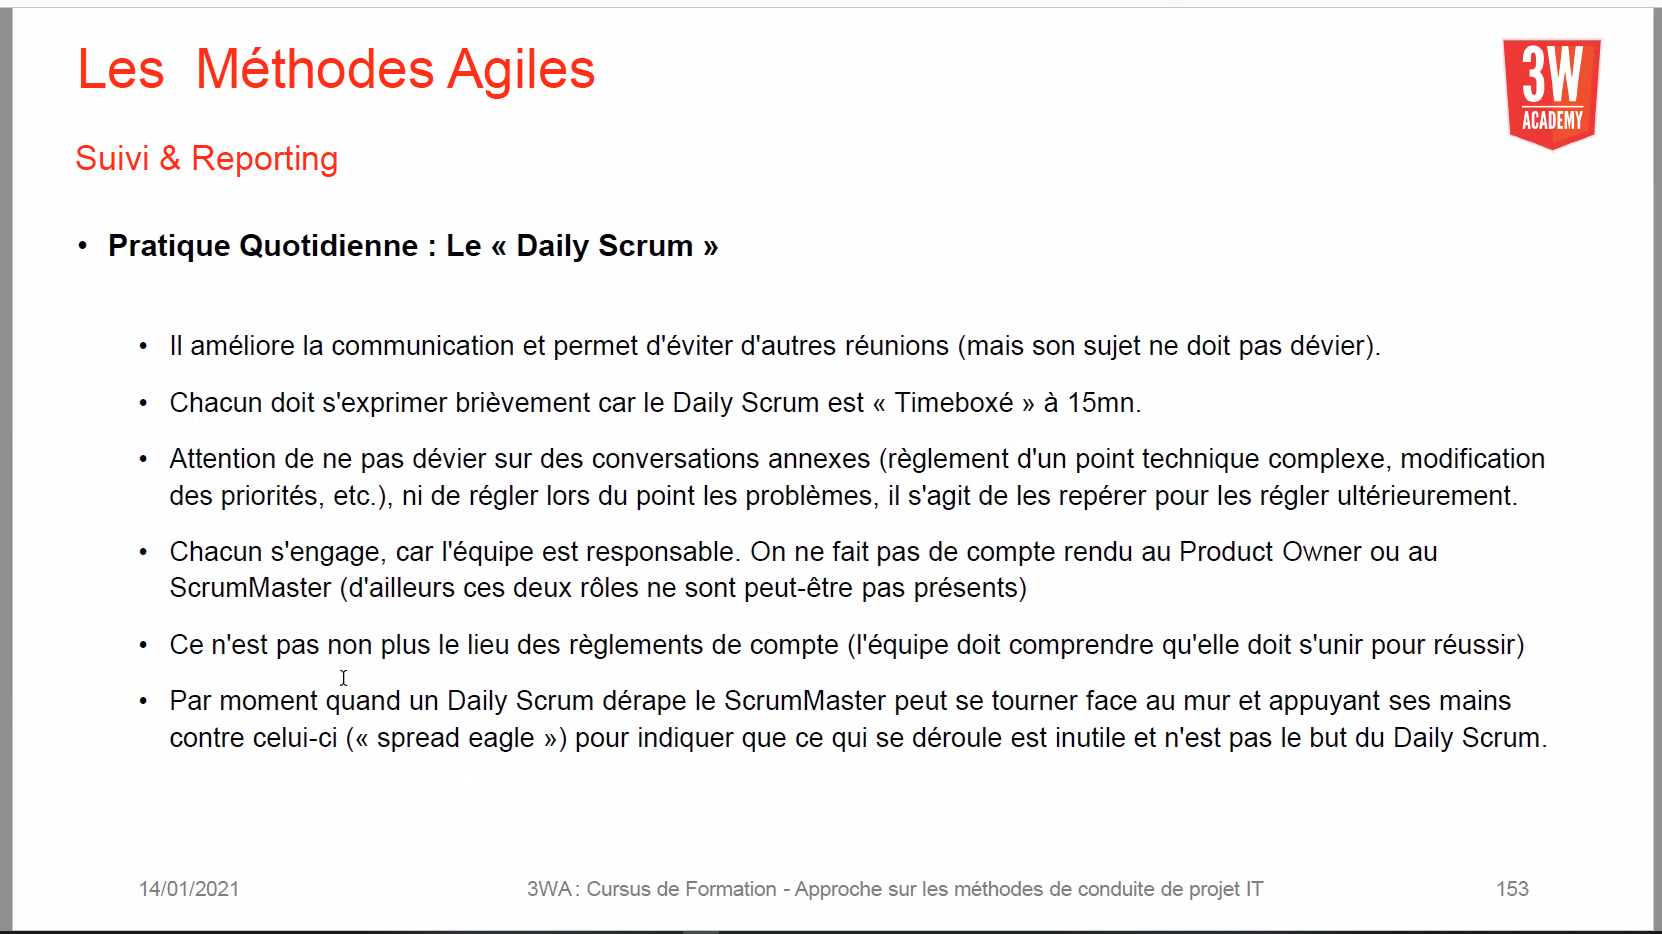 Les Méthodes Agiles
3W
ACADEMY
Suivi & Reporting
• Pratique Quotidienne : Le « Daily Scrum »
• Il améliore la communication et permet d'éviter d'autres réunions (mais son sujet ne doit pas dévier).
• Chacun doit s'exprimer brièvement car le Daily Scrum est « Timeboxé » à 15mn.
• Attention de ne pas dévier sur des conversations annexes (règlement d'un point technique complexe, modification
des priorités, etc.), ni de régler lors du point les problèmes, il s'agit de les repérer pour les régler ultérieurement.
• Chacun s'engage, car l'équipe est responsable. On ne fait pas de compte rendu au Product Owner ou au
ScrumMaster (d'ailleurs ces deux rôles ne sont peut-être pas présents)
• Ce n'est pas non plus le lieu des règlements de compte (l'équipe doit comprendre qu'elle doit s'unir pour réussir)
• Par moment quand un Daily Scrum dérape le ScrumMaster peut se tourner face au mur et appuyant ses mains
contre celui-ci (« spread eagle ») pour indiquer que ce qui se déroule est inutile et n'est pas le but du Daily Scrum.
14/01/2021
3WA : Cursus de Formation - Approche sur les méthodes de conduite de projet IT
153